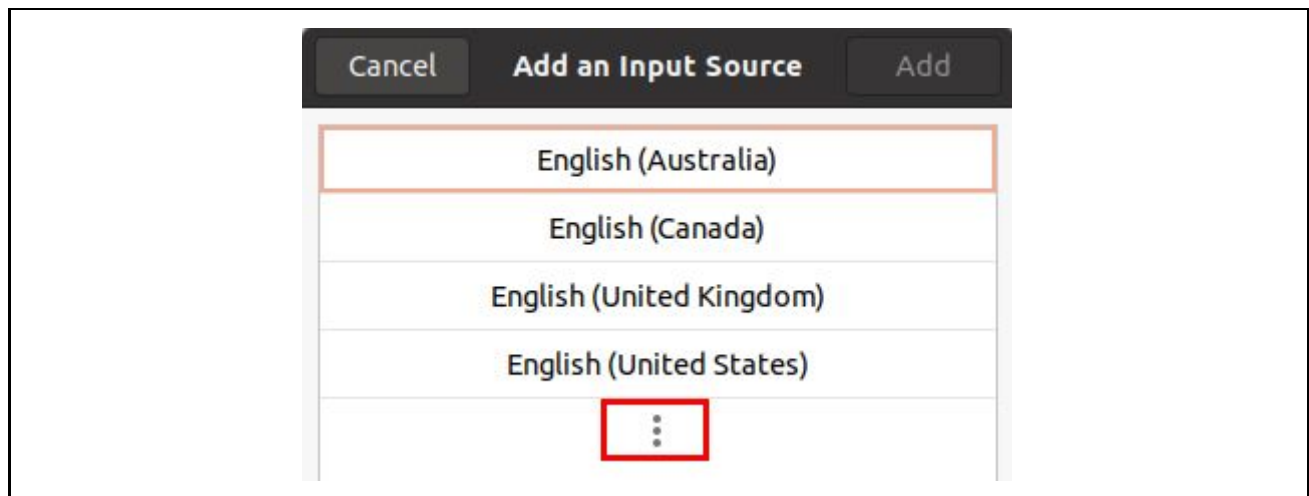 Cancel Add an Input Source Add
English (Australia)
English (Canada)
English (United Kingdom)
English (United States)